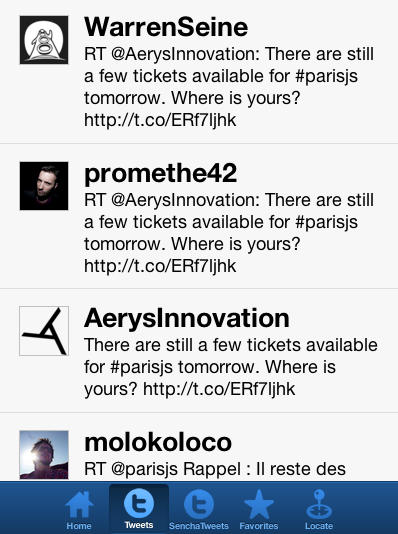 WarrenSeine
RT @AerysInnovation: There are still
a few tickets available for #parisjs
tomorrow. Where is yours?
http://t.co/ERf7ljhk
promethe42
RT @AerysInnovation: There are still
a few tickets available for #parisjs
tomorrow. Where is yours?
http://t.co/ERf7ljhk
AerysInnovation
There are still a few tickets available
for #parisjs tomorrow. Where is
yours? http://t.co/ERf7ljhk
molokoloco
RT @parisjs Rappel : Il reste des
Home Tweets SenchaTweets Favorites Locate